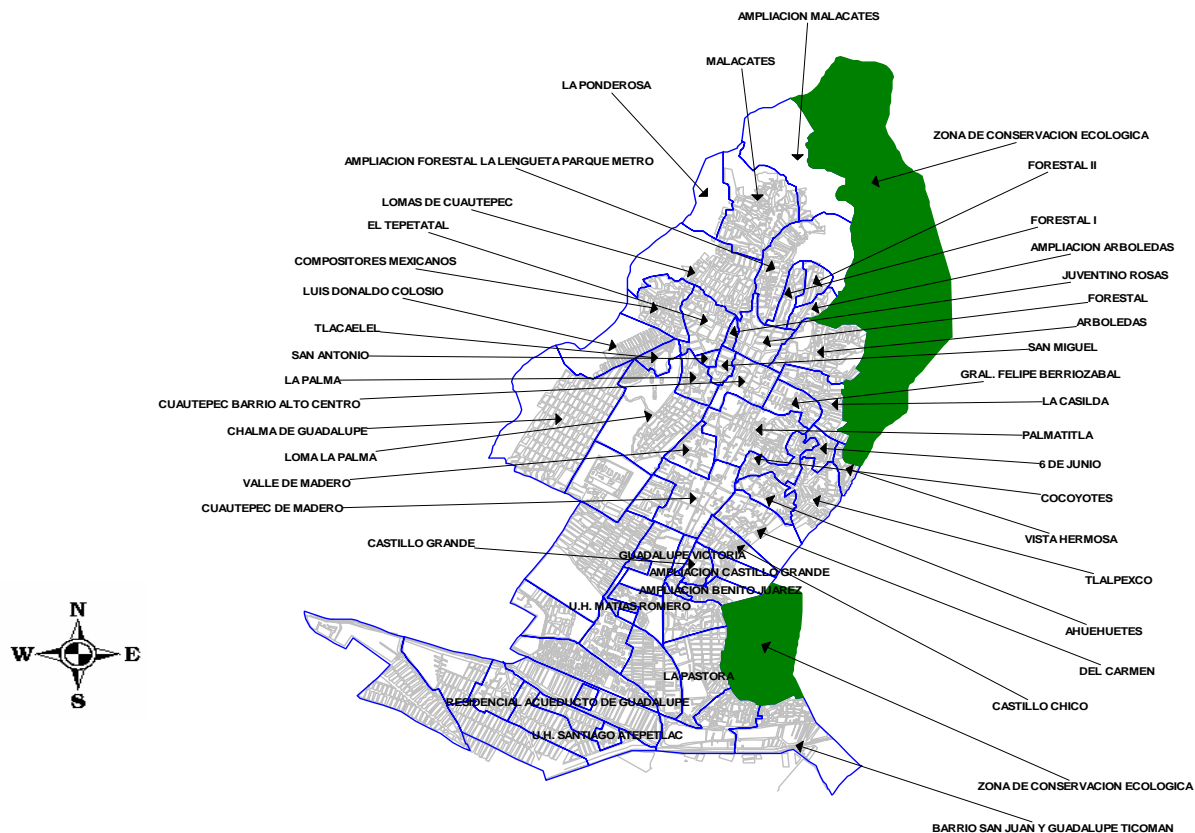 AMPLIACION MALACATES
MALACATES
LA PONDEROSA
ZONA DE CONSERVACION ECOLOGICA
AMPLIACION FORESTAL LA LENGUETA PARQUE METRO
FORESTAL II
LOMAS DE CUAUTEPEC
FORESTAL I
EL TEPETATAL
AMPLIACION ARBOLEDAS
COMPOSITORES MEXICANOS
JUVENTINO ROSAS
LUIS DONALDO COLOSIO
FORESTAL
TLACAELEL
ARBOLEDAS
SAN ANTONIO
SAN MIGUEL
LA PALMA
GRAL. FELIPE BERRIOZABAL
CUAUTEPEC BARRIO ALTO CENTRO
LA CASILDA
CHALMA DE GUADALUPE
PALMATITLA
LOMA LA PALMA
6 DE JUNIO
VALLE DE MADERO
COCOYOTES
CUAUTEPEC DE MADERO
VISTA HERMOSA
CASTILLO GRANDE
GUADALUPE VICTORIA
AMPLIACION CASTILLO GRANDE
TLALPEXCO
AMPLIACION BENITO JUAREZ
U.H. MATIAS ROMERO
N
AHUEHUETES
W
E
DEL CARMEN
LA PASTORA
S
RESIDENCIAL ACUEDUCTO DE GUADALUPE
CASTILLO CHICO
U.H. SANTIAGO ATEPETLAC
ZONA DE CONSERVACION ECOLOGICA
BARRIO SAN JUAN Y GUADALUPE TICOMAN